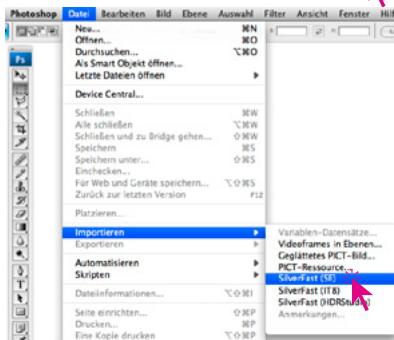 Photoshop Datei Bearbeiten Bild Ebene Auswahl Filter Ansicht Fenster Hilf
Neu... ⌘N
Öffnen... ⌘O
Durchsuchen... ⌥⌘O
Als Smart Objekt öffnen...
Letzte Dateien öffnen
Device Central...
Schließen ⌘W
Alle schließen ⌥⌘W
Schließen und zu Bridge gehen... ⇧⌘W
Speichern ⌘S
Speichern unter... ⇧⌘S
Einchecken...
Für Web und Geräte speichern... ⌥⇧⌘S
Zurück zur letzten Version F12
Platzieren...
Importieren
Exportieren
Automatisieren
Skripten
Dateiinformationen... ⌥⇧⌘I
Seite einrichten... ⇧⌘P
Drucken... ⌘P
Eine Kopie drucken ⌥⇧⌘P
Variablen-Datensätze...
Videoframes in Ebenen...
Geglättetes PICT-Bild...
PICT-Ressource...
SilverFast (SE)
SilverFast (IT8)
SilverFast (HDRStudio)
Anmerkungen...
Ps